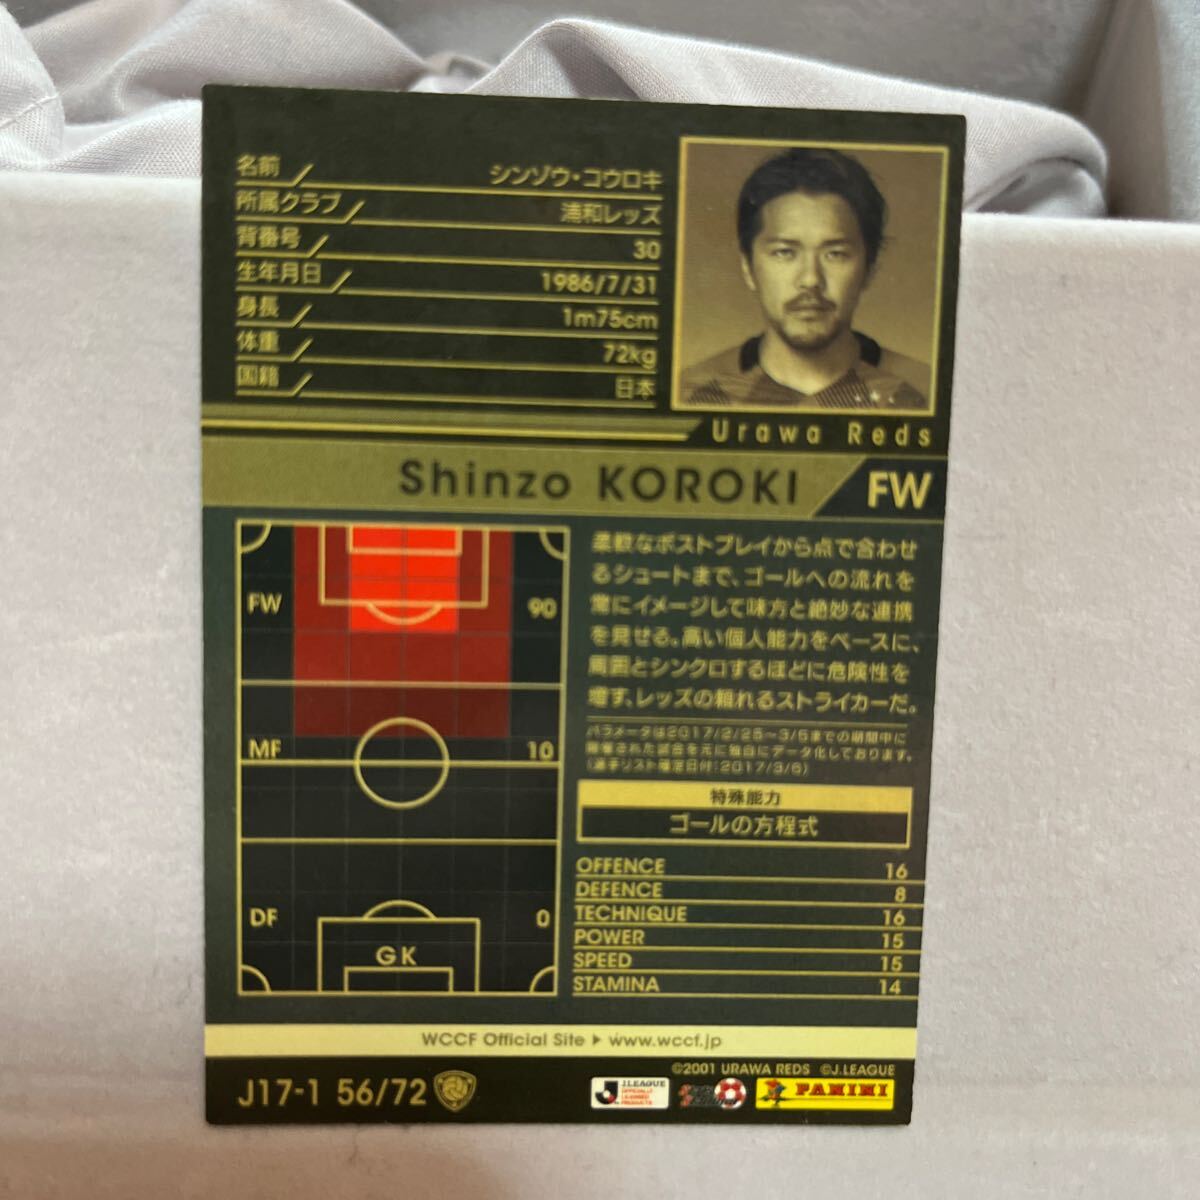 名前 シンゾウ・コウロキ
所属クラブ 浦和レッズ
背番号 30
生年月日 1986/7/31
身長 1m75cm
体重 72kg
国籍 日本
Urawa Reds
Shinzo KOROKI FW
FW 90
MF 10
DF 0
GK
柔軟なポストプレイから点で合わせ
るシュートまで、ゴールへの流れを
常にイメージして味方と絶妙な連携
を見せる。高い個人能力をベースに、
周囲とシンクロするほどに危険性を
増す、レッズの頼れるストライカーだ。
パラメータは2017/2/25~3/5までの期間中に
開催された試合を元に独自にデータ化しております。
(選手リスト確定日付:2017/3/6)
特殊能力
ゴールの方程式
OFFENCE 16
DEFENCE 8
TECHNIQUE 16
POWER 15
SPEED 15
STAMINA 14
WCCF Official Site ▶ www.wccf.jp
©2001 URAWA REDS ©J.LEAGUE
J17-1 56/72
J.LEAGUE
OFFICIALLY
LICENSED
PRODUCTS
PANINI